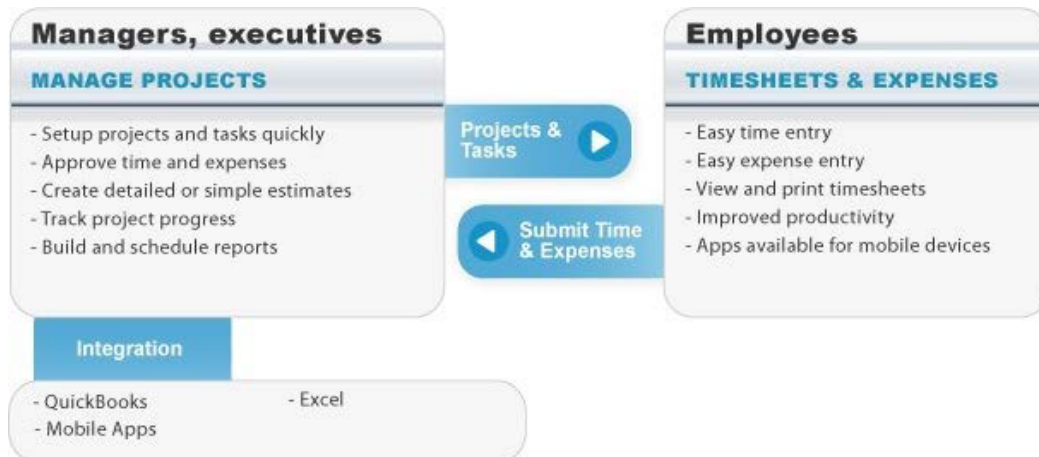 Managers, executives
MANAGE PROJECTS
- Setup projects and tasks quickly
- Approve time and expenses
- Create detailed or simple estimates
- Track project progress
- Build and schedule reports
Projects &
Tasks
Submit Time
& Expenses
Employees
TIMESHEETS & EXPENSES
- Easy time entry
- Easy expense entry
- View and print timesheets
- Improved productivity
- Apps available for mobile devices
Integration
- QuickBooks
- Mobile Apps
- Excel